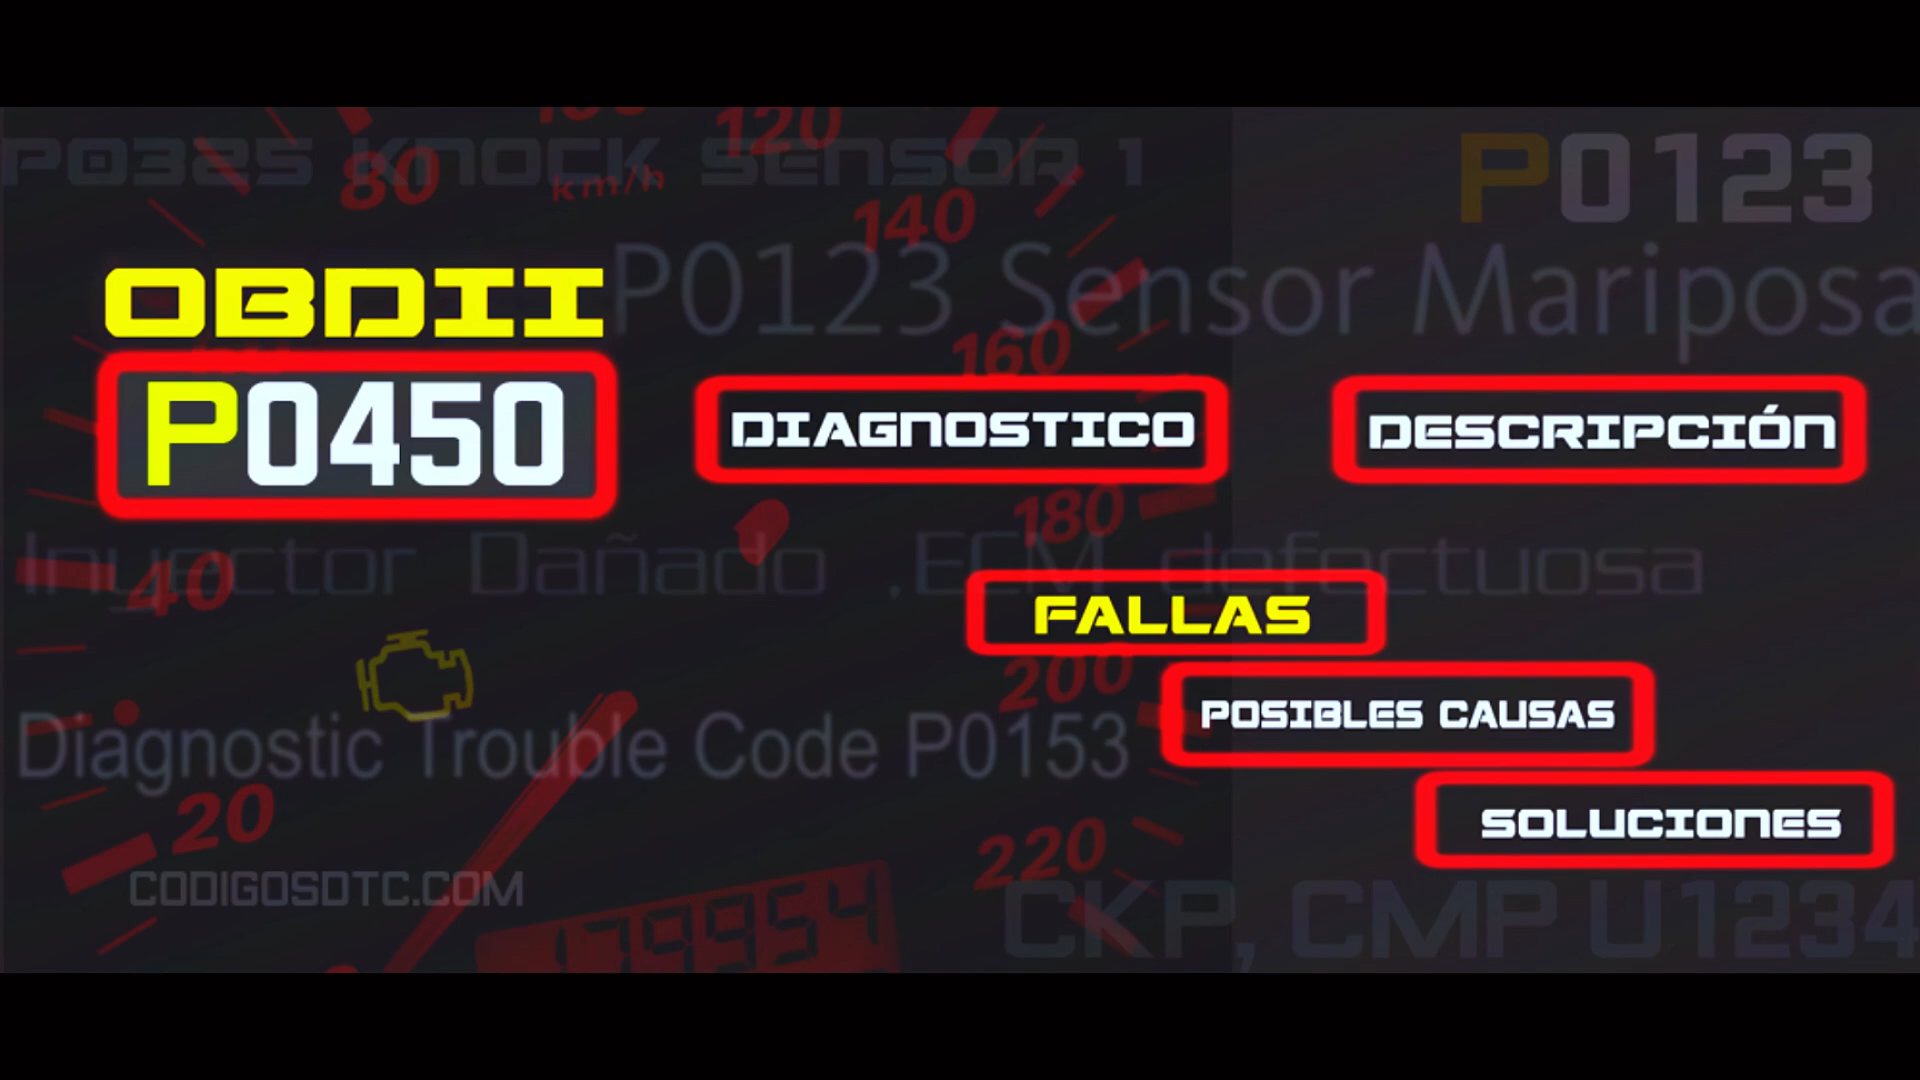 120
P0325 KNOCK SENSOR 1
80
km/h
P0123
140
P0123 Sensor Mariposa
OBDII
160
P0450
DIAGNOSTICO
DESCRIPCIÓN
180
Inyector Dañado .ECM defectuosa
40
FALLAS
200
POSIBLES CAUSAS
Diagnostic Trouble Code P0153
20
SOLUCIONES
220
CODIGOSDTC.COM
179954
CKP, CMP U1234